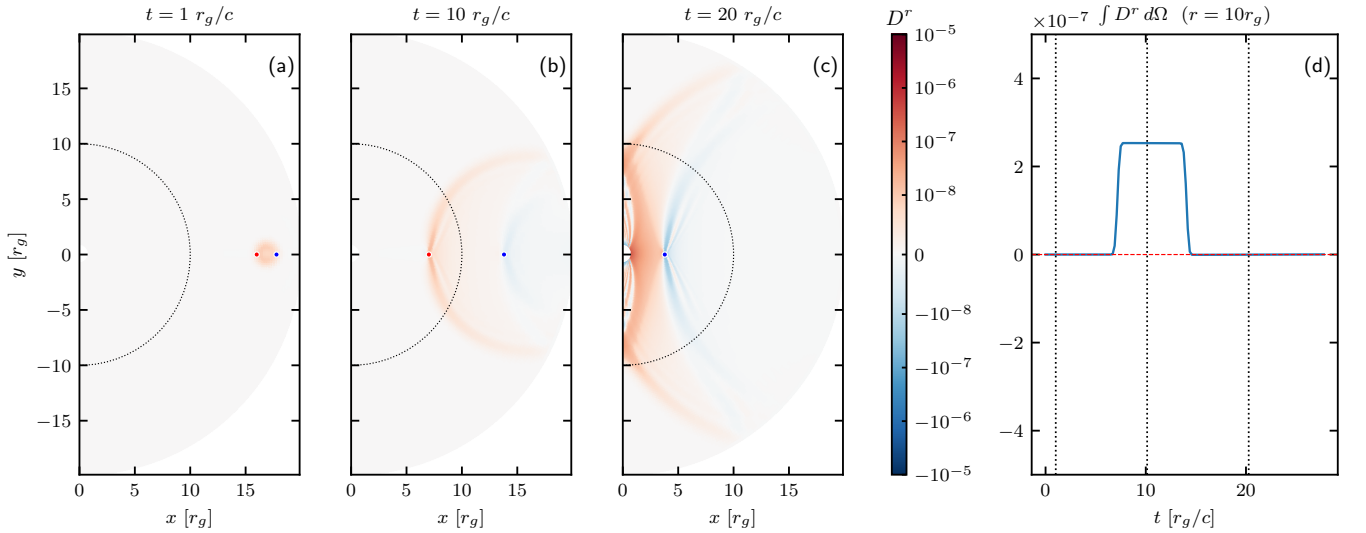 t = 1 r_g/c
t = 10 r_g/c
t = 20 r_g/c
D^r
×10^−7 ∫ D^r dΩ (r = 10r_g)
(a)
(b)
(c)
(d)
y [r_g]
15
10
5
0
−5
−10
−15
0
5
10
15
x [r_g]
0
5
10
15
x [r_g]
0
5
10
15
x [r_g]
10^−5
10^−6
10^−7
10^−8
0
−10^−8
−10^−7
−10^−6
−10^−5
4
2
0
−2
−4
0
10
20
t [r_g/c]